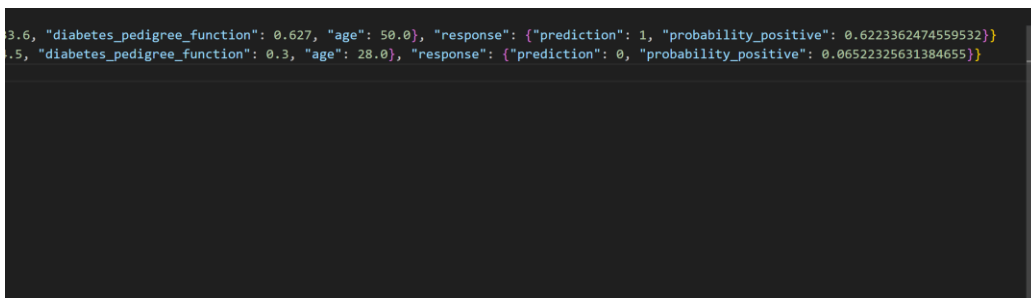 3.6, "diabetes_pedigree_function": 0.627, "age": 50.0}, "response": {"prediction": 1, "probability_positive": 0.6223362474559532}}
.5, "diabetes_pedigree_function": 0.3, "age": 28.0}, "response": {"prediction": 0, "probability_positive": 0.06522325631384655}}